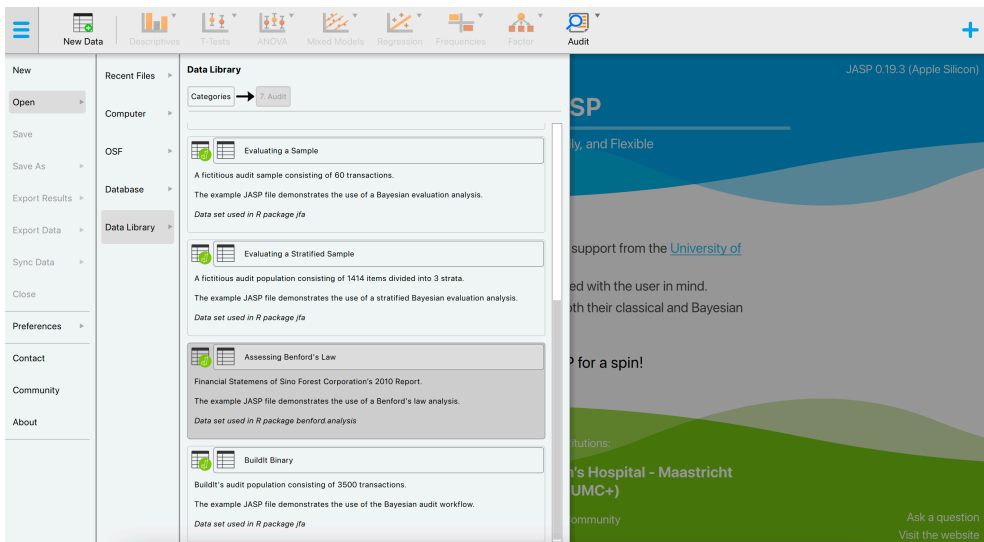 New Data
Descriptives
T-Tests
ANOVA
Mixed Models
Regression
Frequencies
Factor
Audit
New
Open
Save
Save As
Export Results
Export Data
Sync Data
Close
Preferences
Contact
Community
About
Recent Files
Computer
OSF
Database
Data Library
Data Library
Categories
7. Audit
Evaluating a Sample
A fictitious audit sample consisting of 60 transactions.
The example JASP file demonstrates the use of a Bayesian evaluation analysis.
Data set used in R package jfa
Evaluating a Stratified Sample
A fictitious audit population consisting of 1414 items divided into 3 strata.
The example JASP file demonstrates the use of a stratified Bayesian evaluation analysis.
Data set used in R package jfa
Assessing Benford's Law
Financial Statemens of Sino Forest Corporation's 2010 Report.
The example JASP file demonstrates the use of a Benford's law analysis.
Data set used in R package benford.analysis
BuildIt Binary
BuildIt's audit population consisting of 3500 transactions.
The example JASP file demonstrates the use of the Bayesian audit workflow.
Data set used in R package jfa
JASP 0.19.3 (Apple Silicon)
SP
ly, and Flexible
support from the University of
ed with the user in mind.
oth their classical and Bayesian
for a spin!
itutions:
's Hospital - Maastricht
UMC+)
ommunity
Ask a question
Visit the website